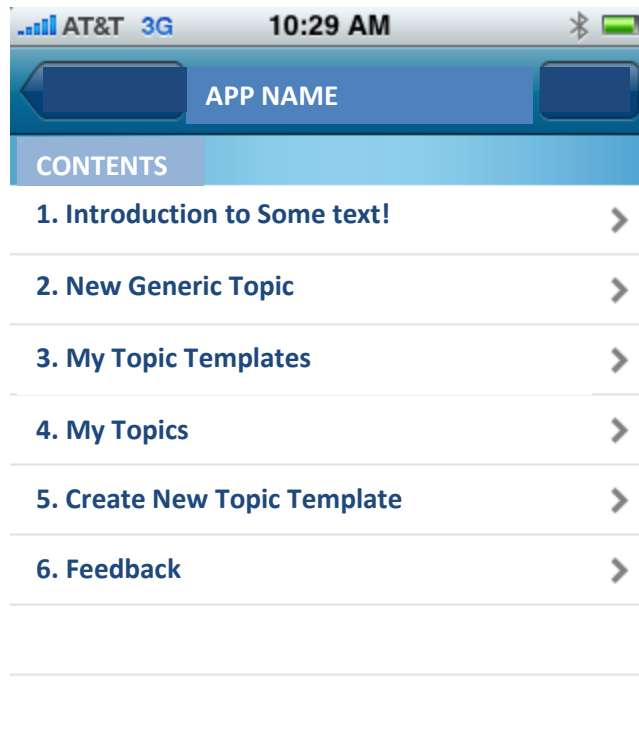 AT&T 3G 10:29 AM
APP NAME
CONTENTS
1. Introduction to Some text!
2. New Generic Topic
3. My Topic Templates
4. My Topics
5. Create New Topic Template
6. Feedback